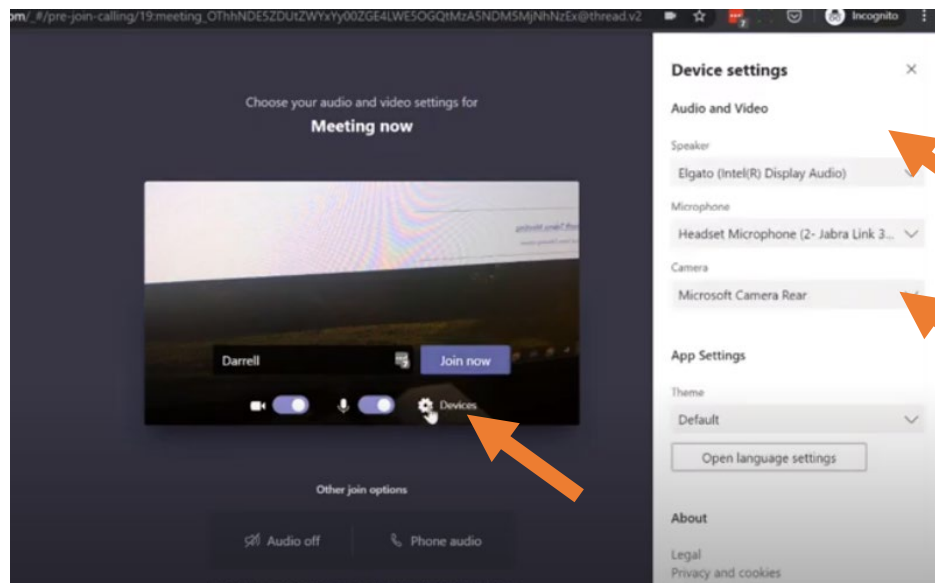 om/_#/pre-join-calling/19:meeting_OThhNDE5ZDUtZWYxYy00ZGE4LWE5OGQtMzA5NDM5MjNhNzEx@thread.v2
7
Incognito
Choose your audio and video settings for
Meeting now
Darrell
Join now
Devices
Other join options
Audio off
Phone audio
Device settings
Audio and Video
Speaker
Elgato (Intel(R) Display Audio)
Microphone
Headset Microphone (2- Jabra Link 3...
Camera
Microsoft Camera Rear
App Settings
Theme
Default
Open language settings
About
Legal
Privacy and cookies